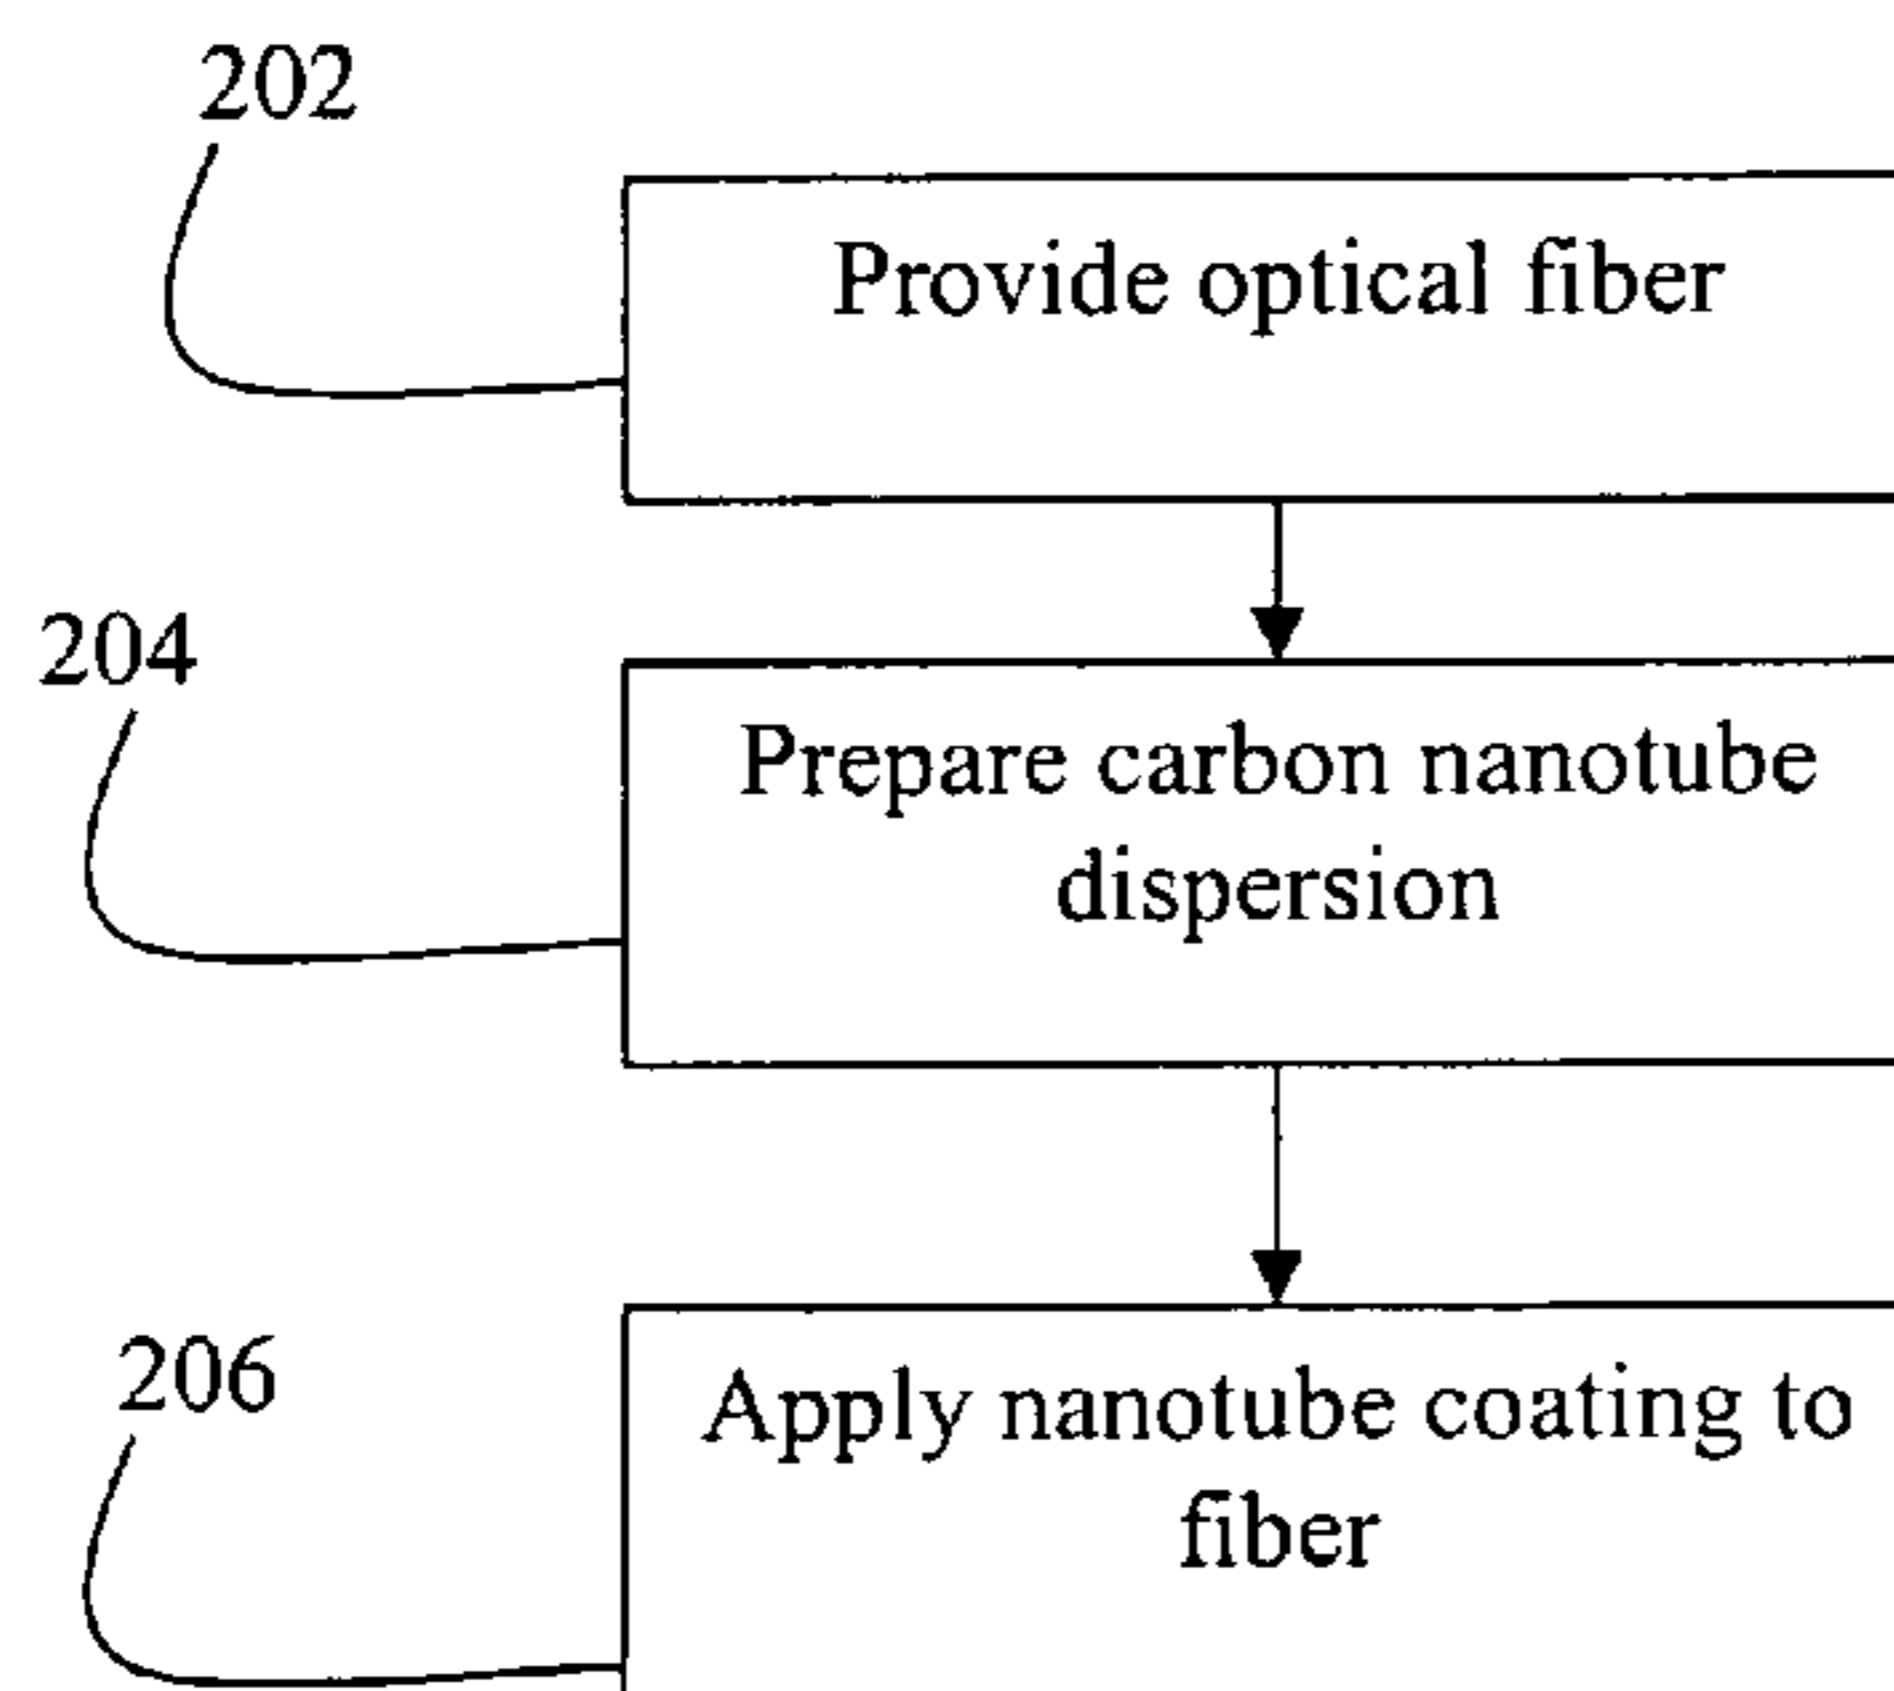 202
Provide optical fiber
204
Prepare carbon nanotube
dispersion
206
Apply nanotube coating to
fiber